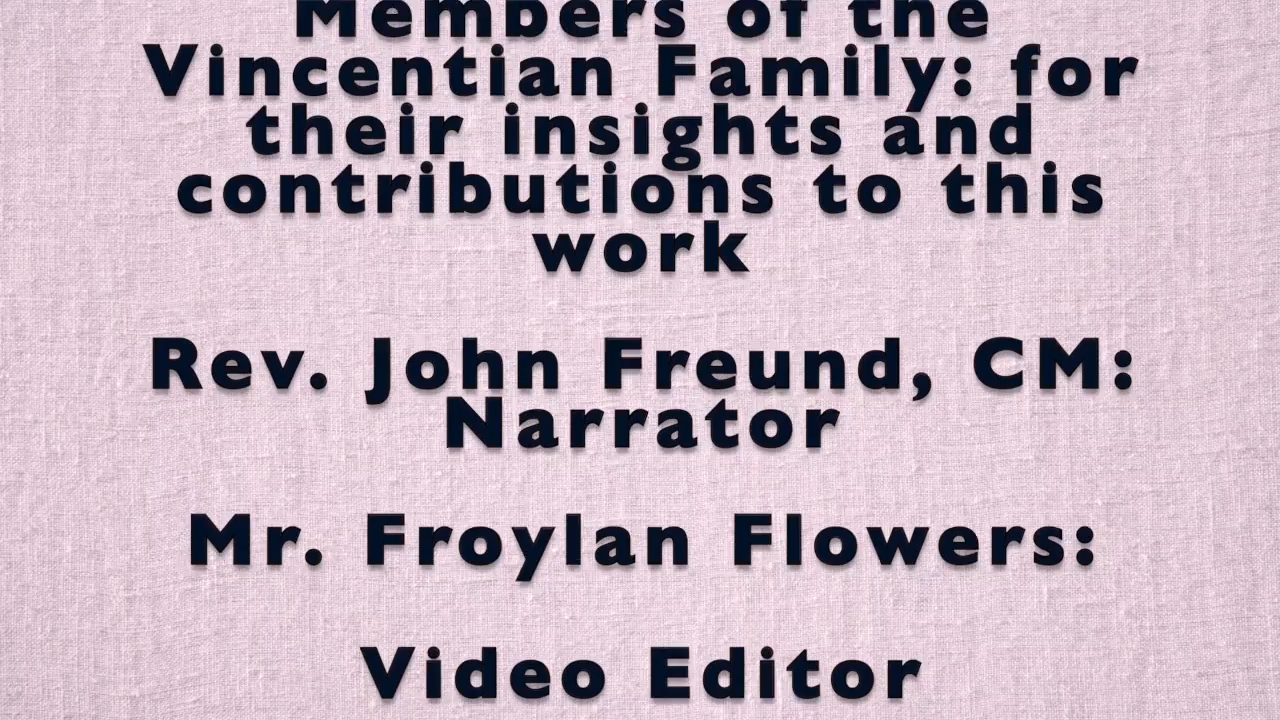 Members of the
Vincentian Family: for
their insights and
contributions to this
work
Rev. John Freund, CM:
Narrator
Mr. Froylan Flowers:
Video Editor